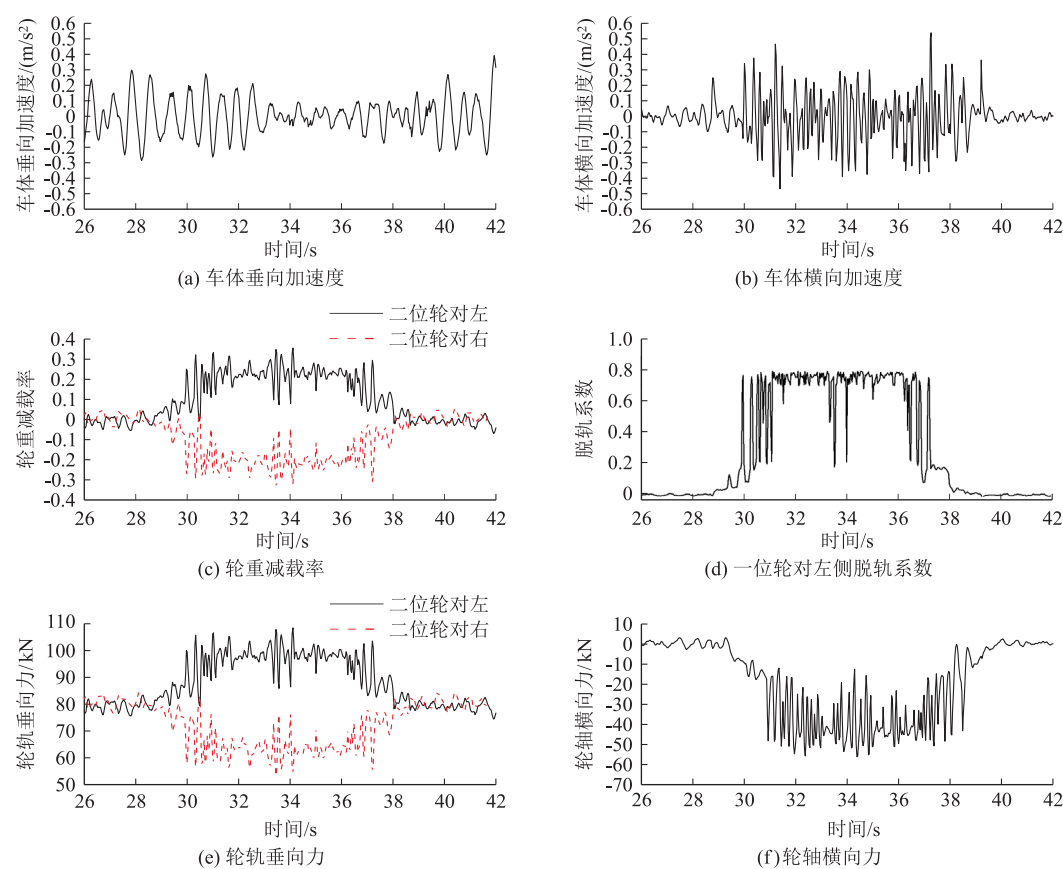 0.6
0.5
0.4
0.3
0.2
0.1
0
-0.1
-0.2
-0.3
-0.4
-0.5
-0.6
车体垂向加速度/(m/s²)
26 28 30 32 34 36 38 40 42
时间/s
(a) 车体垂向加速度
0.6
0.5
0.4
0.3
0.2
0.1
0
-0.1
-0.2
-0.3
-0.4
-0.5
-0.6
车体横向加速度/(m/s²)
26 28 30 32 34 36 38 40 42
时间/s
(b) 车体横向加速度
二位轮对左
二位轮对右
0.4
0.3
0.2
0.1
0
-0.1
-0.2
-0.3
-0.4
轮重减载率
26 28 30 32 34 36 38 40 42
时间/s
(c) 轮重减载率
1.0
0.8
0.6
0.4
0.2
0
脱轨系数
26 28 30 32 34 36 38 40 42
时间/s
(d) 一位轮对左侧脱轨系数
二位轮对左
二位轮对右
110
100
90
80
70
60
50
轮轨垂向力/kN
26 28 30 32 34 36 38 40 42
时间/s
(e) 轮轨垂向力
10
0
-10
-20
-30
-40
-50
-60
-70
轮轴横向力/kN
26 28 30 32 34 36 38 40 42
时间/s
(f) 轮轴横向力